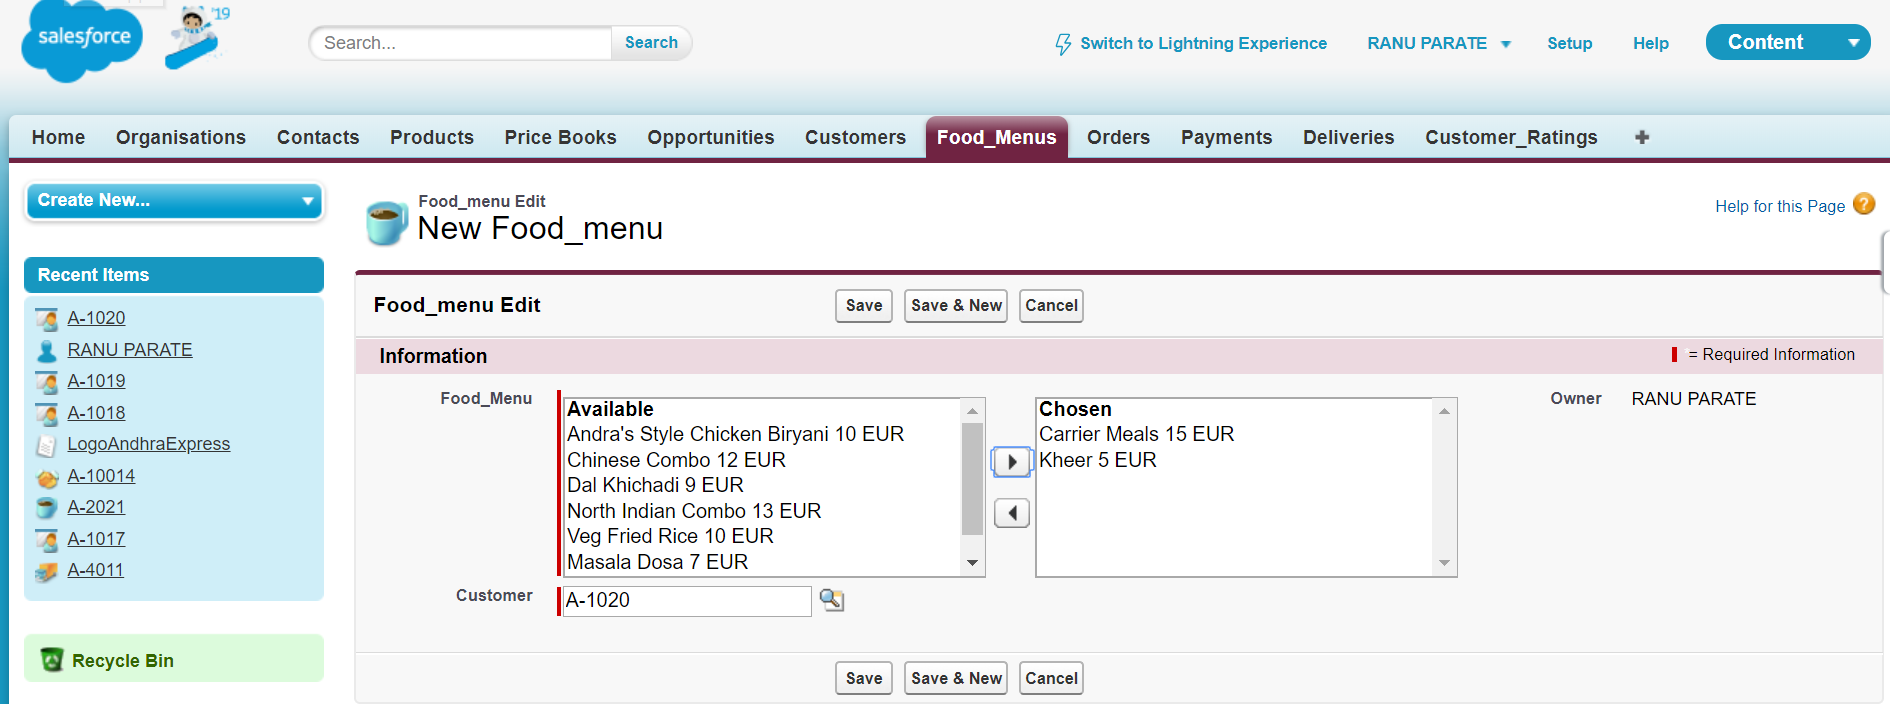 salesforce
'19
Search...
Search
Switch to Lightning Experience
RANU PARATE
Setup
Help
Content
Home Organisations Contacts Products Price Books Opportunities Customers Food_Menus Orders Payments Deliveries Customer_Ratings
Create New...
Food_menu Edit
New Food_menu
Help for this Page ?
Recent Items
A-1020
RANU PARATE
A-1019
A-1018
LogoAndhraExpress
A-10014
A-2021
A-1017
A-4011
Recycle Bin
Food_menu Edit
Save Save & New Cancel
Information
= Required Information
Food_Menu
Available
Andra's Style Chicken Biryani 10 EUR
Chinese Combo 12 EUR
Dal Khichadi 9 EUR
North Indian Combo 13 EUR
Veg Fried Rice 10 EUR
Masala Dosa 7 EUR
Chosen
Carrier Meals 15 EUR
Kheer 5 EUR
Owner RANU PARATE
Customer A-1020
Save Save & New Cancel